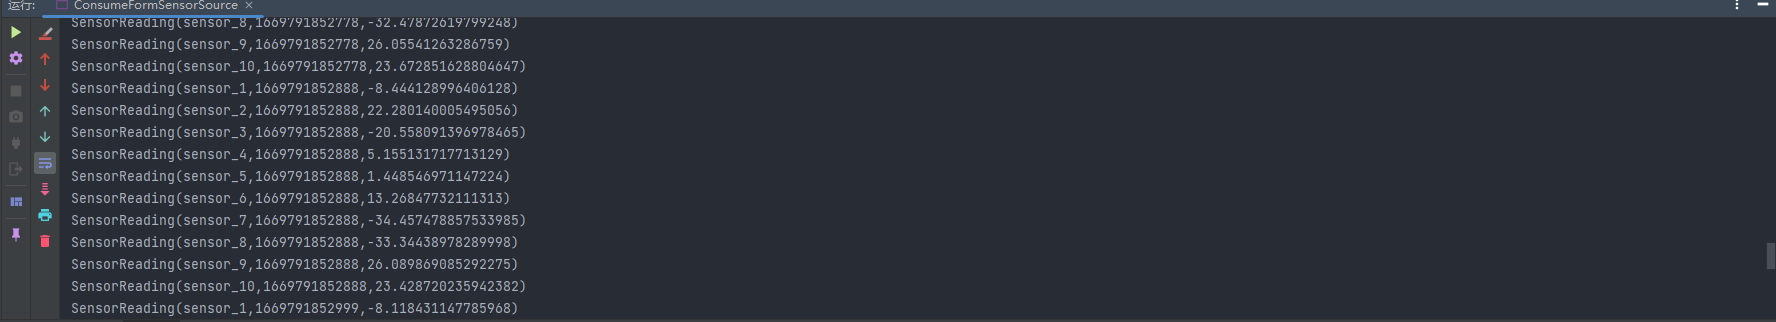 运行: ConsumeFormSensorSource
SensorReading(sensor_8,1669791852778,-32.47872619799248)
SensorReading(sensor_9,1669791852778,26.05541263286759)
SensorReading(sensor_10,1669791852778,23.672851628804647)
SensorReading(sensor_1,1669791852888,-8.444128996406128)
SensorReading(sensor_2,1669791852888,22.280140005495056)
SensorReading(sensor_3,1669791852888,-20.558091396978465)
SensorReading(sensor_4,1669791852888,5.155131717713129)
SensorReading(sensor_5,1669791852888,1.448546971147224)
SensorReading(sensor_6,1669791852888,13.26847732111313)
SensorReading(sensor_7,1669791852888,-34.457478857533985)
SensorReading(sensor_8,1669791852888,-33.34438978289998)
SensorReading(sensor_9,1669791852888,26.089869085292275)
SensorReading(sensor_10,1669791852888,23.428720235942382)
SensorReading(sensor_1,1669791852999,-8.118431147785968)